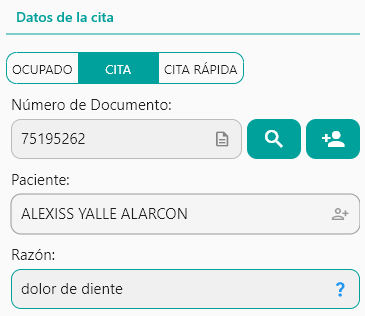 Datos de la cita
OCUPADO CITA CITA RÁPIDA
Número de Documento:
75195262
Paciente:
ALEXISS YALLE ALARCON
Razón:
dolor de diente ?